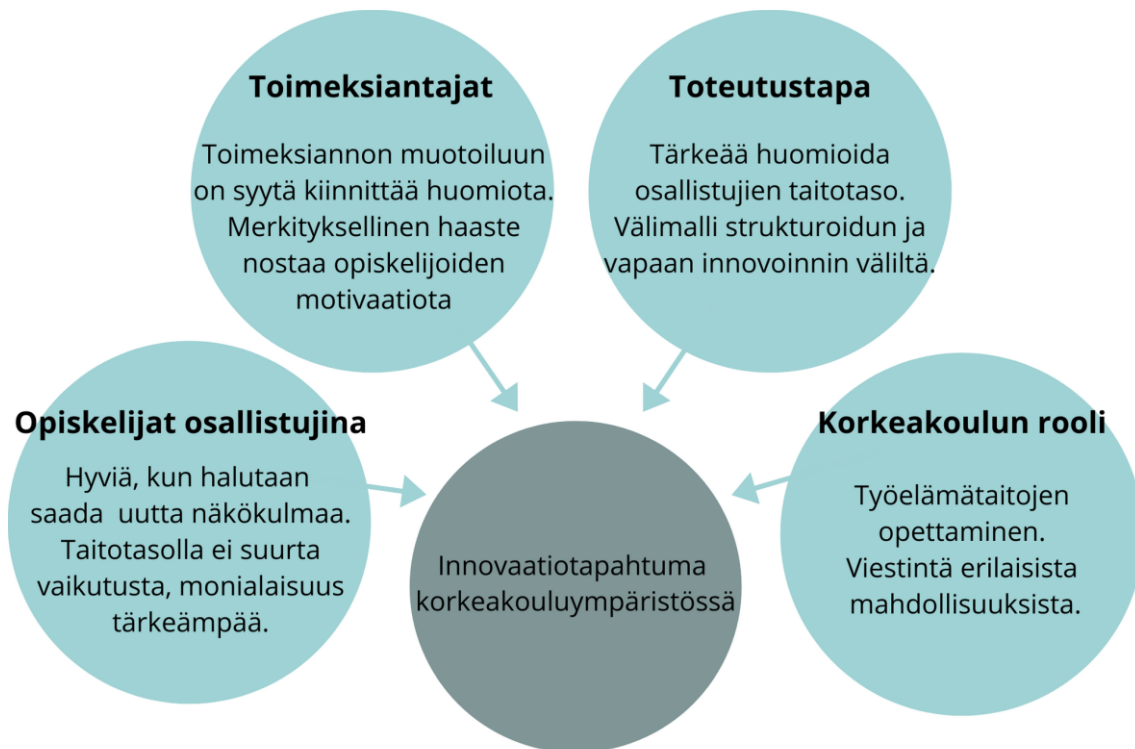 Toimeksiantajat
Toimeksiannon muotoiluun
on syytä kiinnittää huomiota.
Merkityksellinen haaste
nostaa opiskelijoiden
motivaatiota
Toteutustapa
Tärkeää huomioida
osallistujien taitotaso.
Välimalli strukturoidun ja
vapaan innovoinnin väliltä.
Opiskelijat osallistujina
Hyviä, kun halutaan
saada  uutta näkökulmaa.
Taitotasolla ei suurta
vaikutusta, monialaisuus
tärkeämpää.
Korkeakoulun rooli
Työelämätaitojen
opettaminen.
Viestintä erilaisista
mahdollisuuksista.
Innovaatiotapahtuma
korkeakouluympäristössä